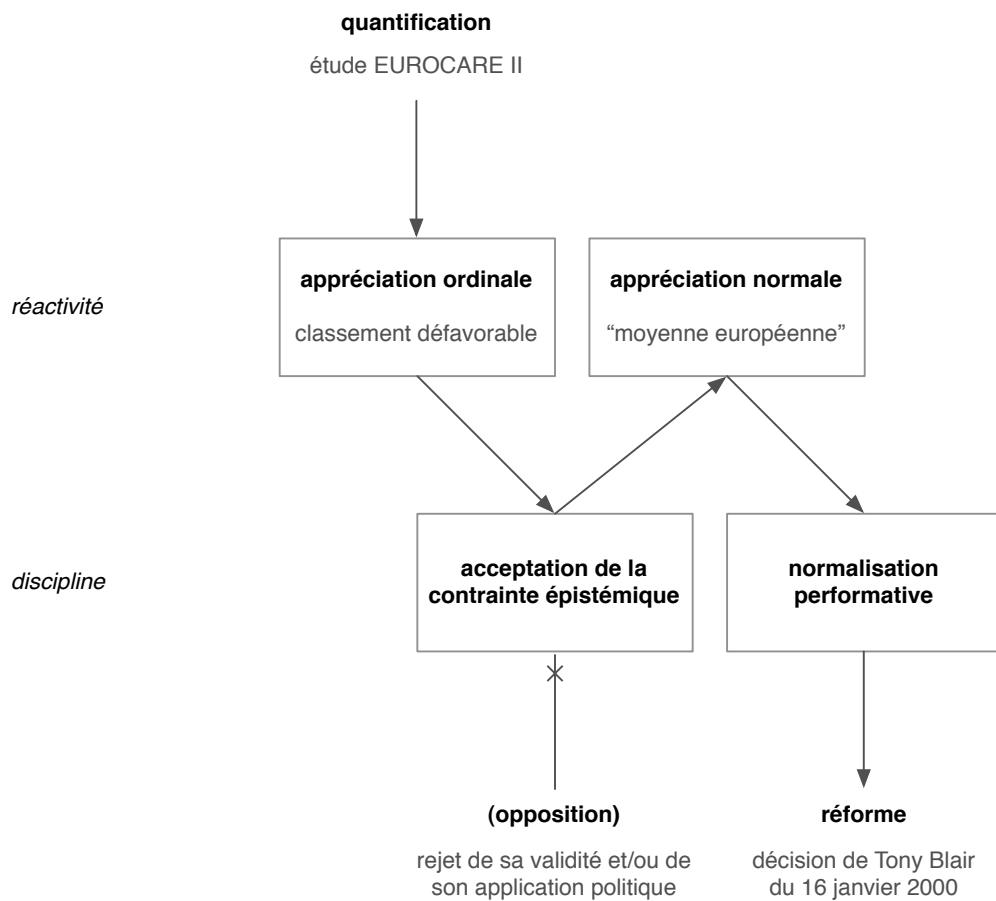 quantification
étude EUROCARE II
réactivité
appréciation ordinale
classement défavorable
appréciation normale
“moyenne européenne”
discipline
acceptation de la
contrainte épistémique
normalisation
performative
(opposition)
rejet de sa validité et/ou de
son application politique
réforme
décision de Tony Blair
du 16 janvier 2000